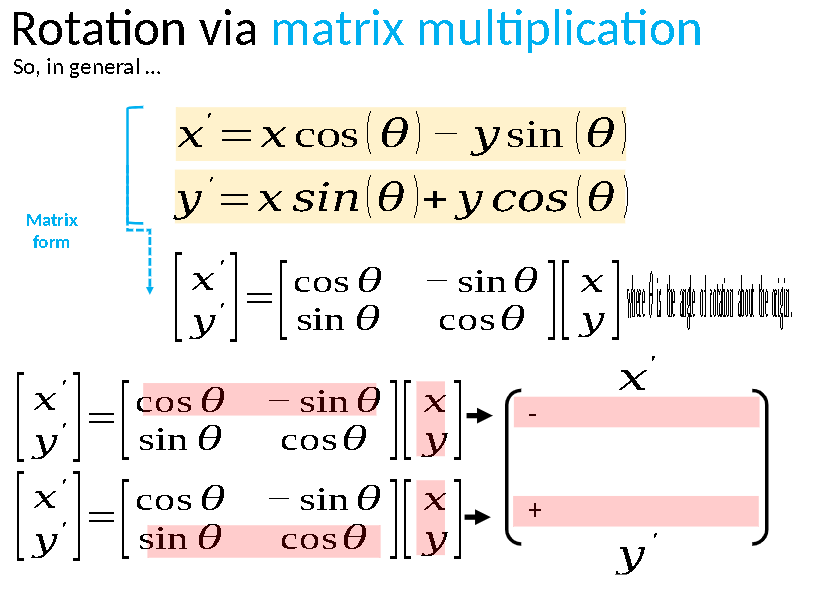 Rotation via matrix multiplication
So, in general ...
x′ = x cos(θ) − y sin (θ)
y′ = x sin(θ) + y cos(θ)
Matrix
form
[x′ y′] = [cos θ − sin θ sin θ cos θ] [x y] where θ is the angle of rotation about the origin.
x′
[x′ y′] = [cos θ − sin θ sin θ cos θ] [x y] -
[x′ y′] = [cos θ − sin θ sin θ cos θ] [x y] +
y′